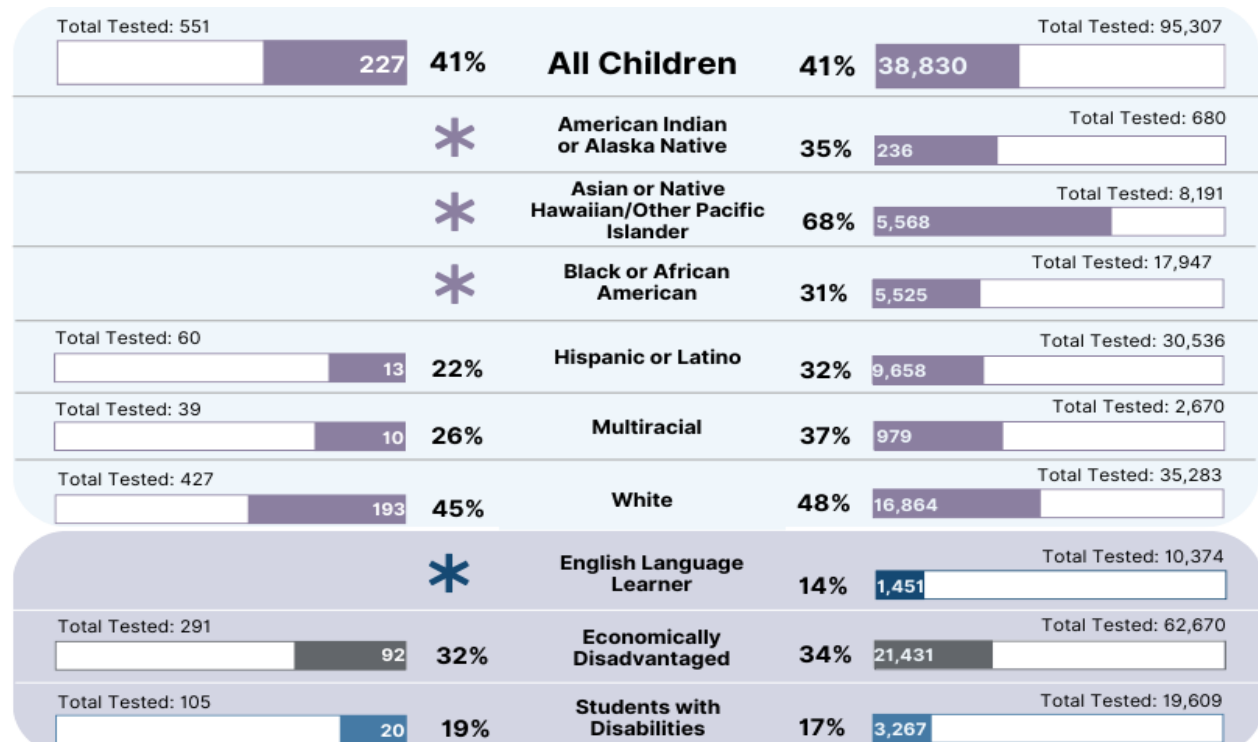 Total Tested: 551
Total Tested: 95,307
227 41% All Children 41% 38,830
Total Tested: 680
American Indian
or Alaska Native
* 35% 236
Total Tested: 8,191
Asian or Native
Hawaiian/Other Pacific
Islander
* 68% 5,568
Total Tested: 17,947
Black or African
American
* 31% 5,525
Total Tested: 60
Total Tested: 30,536
13 22% Hispanic or Latino 32% 9,658
Total Tested: 39
Total Tested: 2,670
10 26% Multiracial 37% 979
Total Tested: 427
Total Tested: 35,283
193 45% White 48% 16,864
Total Tested: 10,374
English Language
Learner
* 14% 1,451
Total Tested: 291
Total Tested: 62,670
Economically
Disadvantaged
92 32% 34% 21,431
Total Tested: 105
Total Tested: 19,609
Students with
Disabilities
20 19% 17% 3,267